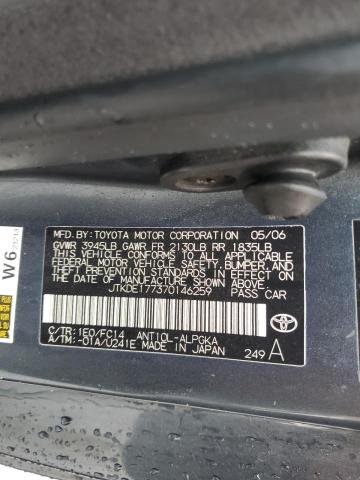 MFD.BY:TOYOTA MOTOR CORPORATION 05/06
GVWR 3945LB GAWR FR 2130LB RR 1835LB
THIS VEHICLE CONFORMS TO ALL APPLICABLE
FEDERAL MOTOR VEHICLE SAFETY, BUMPER, AND
THEFT PREVENTION STANDARDS IN EFFECT ON THE
DATE OF MANUFACTURE SHOWN ABOVE.
JTKDE177370146259 PASS.CAR
C/TR:1E0/FC14 ANT10L-ALPGKA
A/TM:-01A/U241E MADE IN JAPAN
249 A
TOYOTA
W6